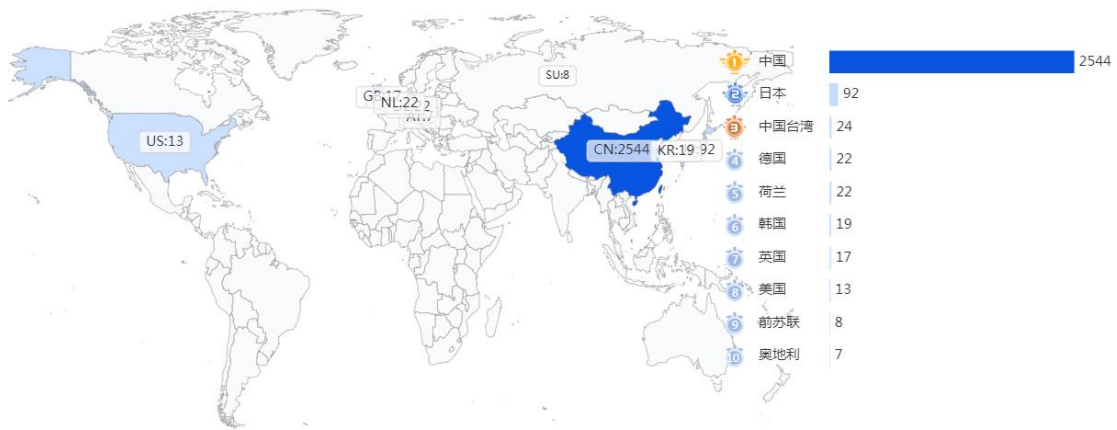 US:13
SU:8
NL:22
CN:2544
KR:19
92
1 中国 2544
2 日本 92
3 中国台湾 24
4 德国 22
5 荷兰 22
6 韩国 19
7 英国 17
8 美国 13
9 前苏联 8
10 奥地利 7